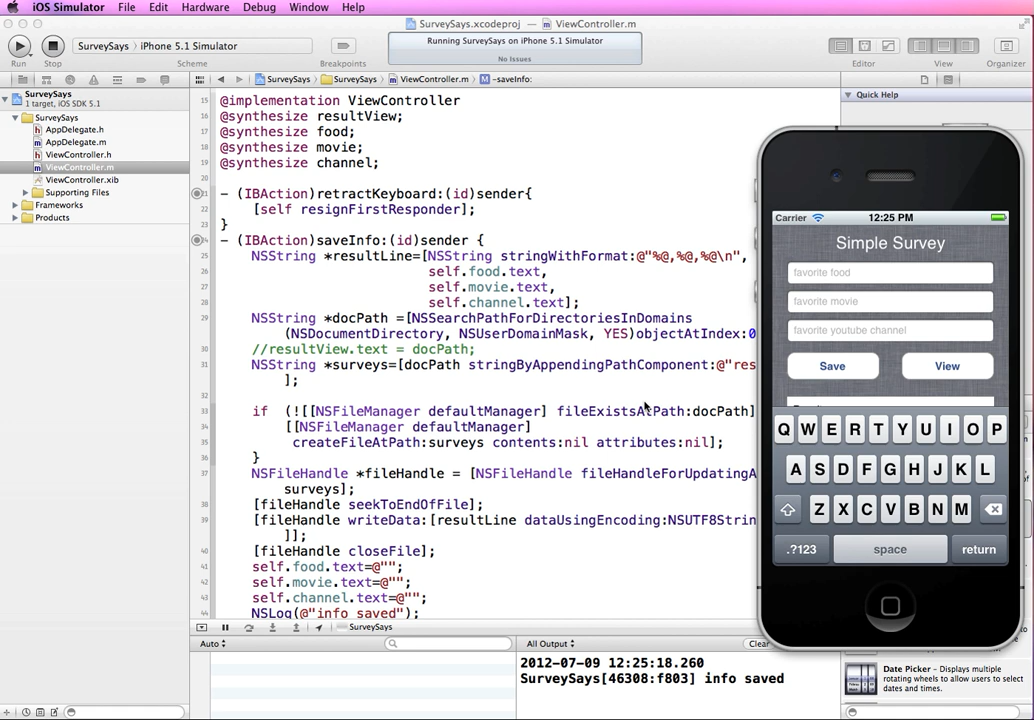 iOS Simulator File Edit Hardware Debug Window Help
SurveySays.xcodeproj — ViewController.m
Running SurveySays on iPhone 5.1 Simulator
No Issues
SurveySays iPhone 5.1 Simulator
Run Stop Scheme Breakpoints Editor View Organizer
SurveySays SurveySays ViewController.m -saveInfo:
SurveySays
1 target, iOS SDK 5.1
SurveySays
AppDelegate.h
AppDelegate.m
ViewController.h
ViewController.m
ViewController.xib
Supporting Files
Frameworks
Products
15 @implementation ViewController
16 @synthesize resultView;
17 @synthesize food;
18 @synthesize movie;
19 @synthesize channel;
20
21 - (IBAction)retractKeyboard:(id)sender{
22 [self resignFirstResponder];
23 }
24 - (IBAction)saveInfo:(id)sender {
25 NSString *resultLine=[NSString stringWithFormat:@"%@,%@,%@\n",
26 self.food.text,
27 self.movie.text,
28 self.channel.text];
29 NSString *docPath =[NSSearchPathForDirectoriesInDomains
(NSDocumentDirectory, NSUserDomainMask, YES)objectAtIndex:0
30 //resultView.text = docPath;
31 NSString *surveys=[docPath stringByAppendingPathComponent:@"res
];
33 if (![[NSFileManager defaultManager] fileExistsAtPath:docPath]
34 [[NSFileManager defaultManager]
35 createFileAtPath:surveys contents:nil attributes:nil];
36 }
37 NSFileHandle *fileHandle = [NSFileHandle fileHandleForUpdatingA
surveys];
38 [fileHandle seekToEndOfFile];
39 [fileHandle writeData:[resultLine dataUsingEncoding:NSUTF8Strin
]];
40 [fileHandle closeFile];
41 self.food.text=@"";
42 self.movie.text=@"";
43 self.channel.text=@"";
44 NSLog(@"info saved");
SurveySays
Auto All Output Clear
2012-07-09 12:25:18.260
SurveySays[46308:f803] info saved
Quick Help
Carrier 12:25 PM
Simple Survey
favorite food
favorite movie
favorite youtube channel
Save View
Q W E R T Y U I O P
A S D F G H J K L
Z X C V B N M
.?123 space return
Date Picker - Displays multiple
rotating wheels to allow users to select
dates and times.